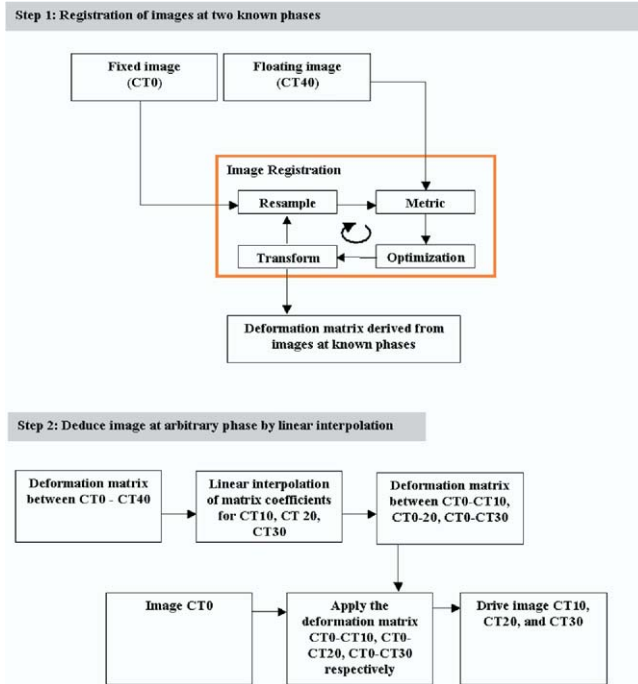 Step 1: Registration of images at two known phases
Fixed image
(CT0)
Floating image
(CT40)
Image Registration
Resample
Metric
Transform
Optimization
Deformation matrix derived from
images at known phases
Step 2: Deduce image at arbitrary phase by linear interpolation
Deformation matrix
between CT0 - CT40
Linear interpolation
of matrix coefficients
for CT10, CT 20,
CT30
Deformation matrix
between CT0-CT10,
CT0-20, CT0-CT30
Image CT0
Apply the
deformation matrix
CT0-CT10, CT0-
CT20, CT0-CT30
respectively
Drive image CT10,
CT20, and CT30